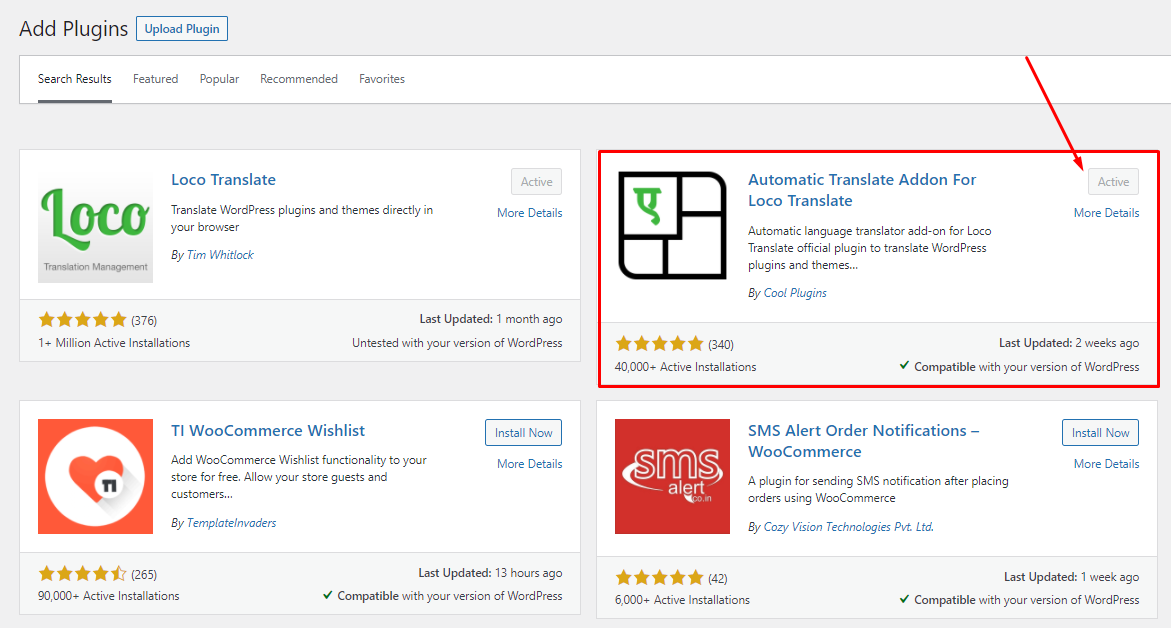 Add Plugins Upload Plugin
Search Results Featured Popular Recommended Favorites
Loco
Translation Management
Loco Translate
Active
More Details
Translate WordPress plugins and themes directly in
your browser
By Tim Whitlock
(376)
1+ Million Active Installations
Last Updated: 1 month ago
Untested with your version of WordPress
ए
Automatic Translate Addon For
Loco Translate
Active
More Details
Automatic language translator add-on for Loco
Translate official plugin to translate WordPress
plugins and themes...
By Cool Plugins
(340)
40,000+ Active Installations
Last Updated: 2 weeks ago
Compatible with your version of WordPress
TI
TI WooCommerce Wishlist
Install Now
More Details
Add WooCommerce Wishlist functionality to your
store for free. Allow your store guests and
customers...
By TemplateInvaders
(265)
90,000+ Active Installations
Last Updated: 13 hours ago
Compatible with your version of WordPress
sms
alert
co.in
SMS Alert Order Notifications –
WooCommerce
Install Now
More Details
A plugin for sending SMS notification after placing
orders using WooCommerce
By Cozy Vision Technologies Pvt. Ltd.
(42)
6,000+ Active Installations
Last Updated: 1 week ago
Compatible with your version of WordPress